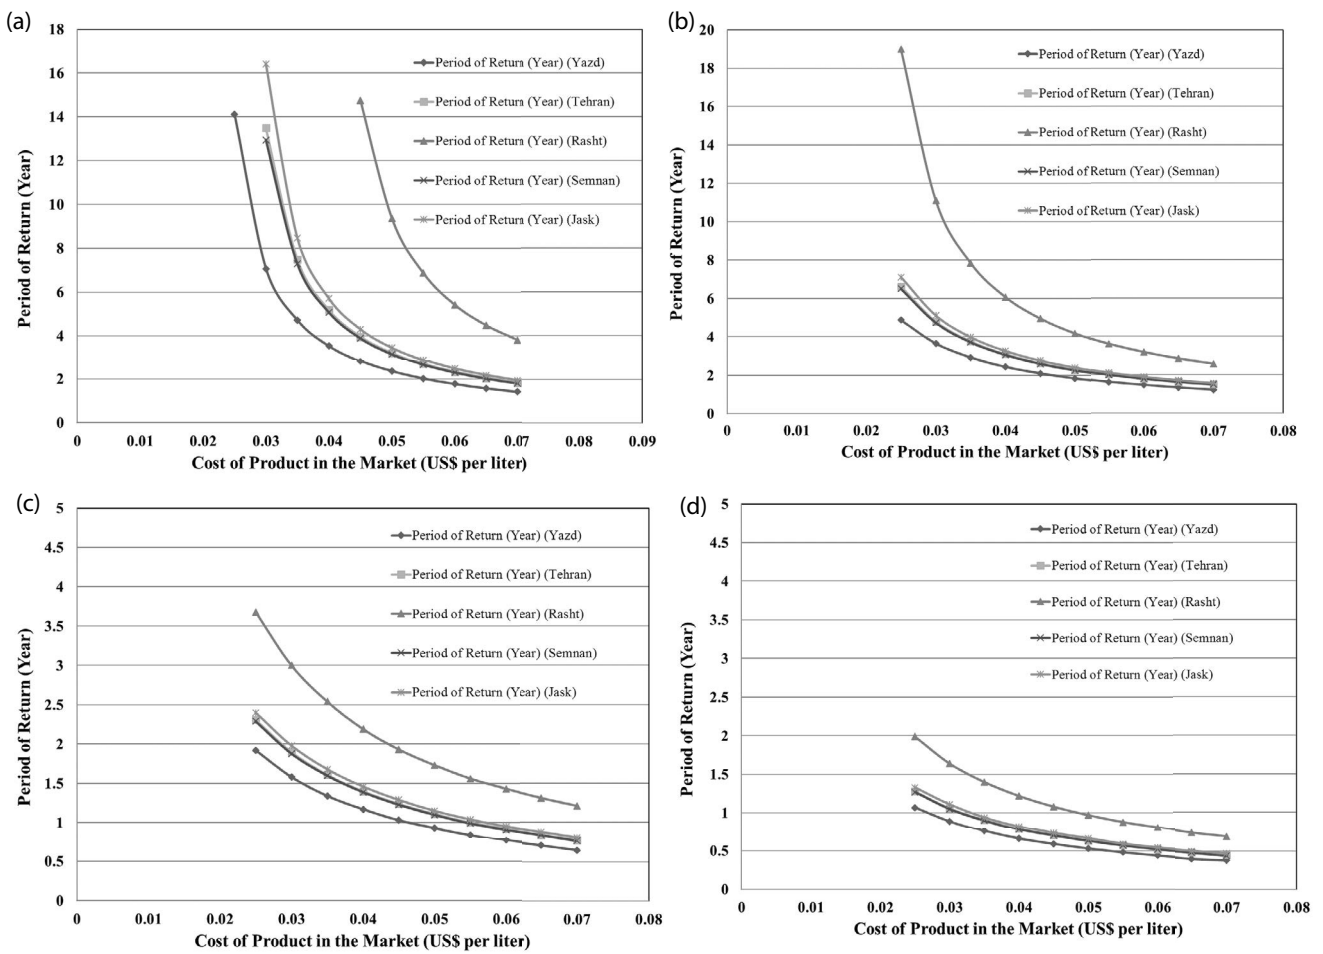 (a)
18
16
14
12
10
8
6
4
2
0
Period of Return (Year)
Period of Return (Year) (Yazd)
Period of Return (Year) (Tehran)
Period of Return (Year) (Rasht)
Period of Return (Year) (Semnan)
Period of Return (Year) (Jask)
0 0.01 0.02 0.03 0.04 0.05 0.06 0.07 0.08 0.09
Cost of Product in the Market (US$ per liter)
(b)
20
18
16
14
12
10
8
6
4
2
0
Period of Return (Year)
Period of Return (Year) (Yazd)
Period of Return (Year) (Tehran)
Period of Return (Year) (Rasht)
Period of Return (Year) (Semnan)
Period of Return (Year) (Jask)
0 0.01 0.02 0.03 0.04 0.05 0.06 0.07 0.08
Cost of Product in the Market (US$ per liter)
(c)
5
4.5
4
3.5
3
2.5
2
1.5
1
0.5
0
Period of Return (Year)
Period of Return (Year) (Yazd)
Period of Return (Year) (Tehran)
Period of Return (Year) (Rasht)
Period of Return (Year) (Semnan)
Period of Return (Year) (Jask)
0 0.01 0.02 0.03 0.04 0.05 0.06 0.07 0.08
Cost of Product in the Market (US$ per liter)
(d)
5
4.5
4
3.5
3
2.5
2
1.5
1
0.5
0
Period of Return (Year)
Period of Return (Year) (Yazd)
Period of Return (Year) (Tehran)
Period of Return (Year) (Rasht)
Period of Return (Year) (Semnan)
Period of Return (Year) (Jask)
0 0.01 0.02 0.03 0.04 0.05 0.06 0.07 0.08
Cost of Product in the Market (US$ per liter)